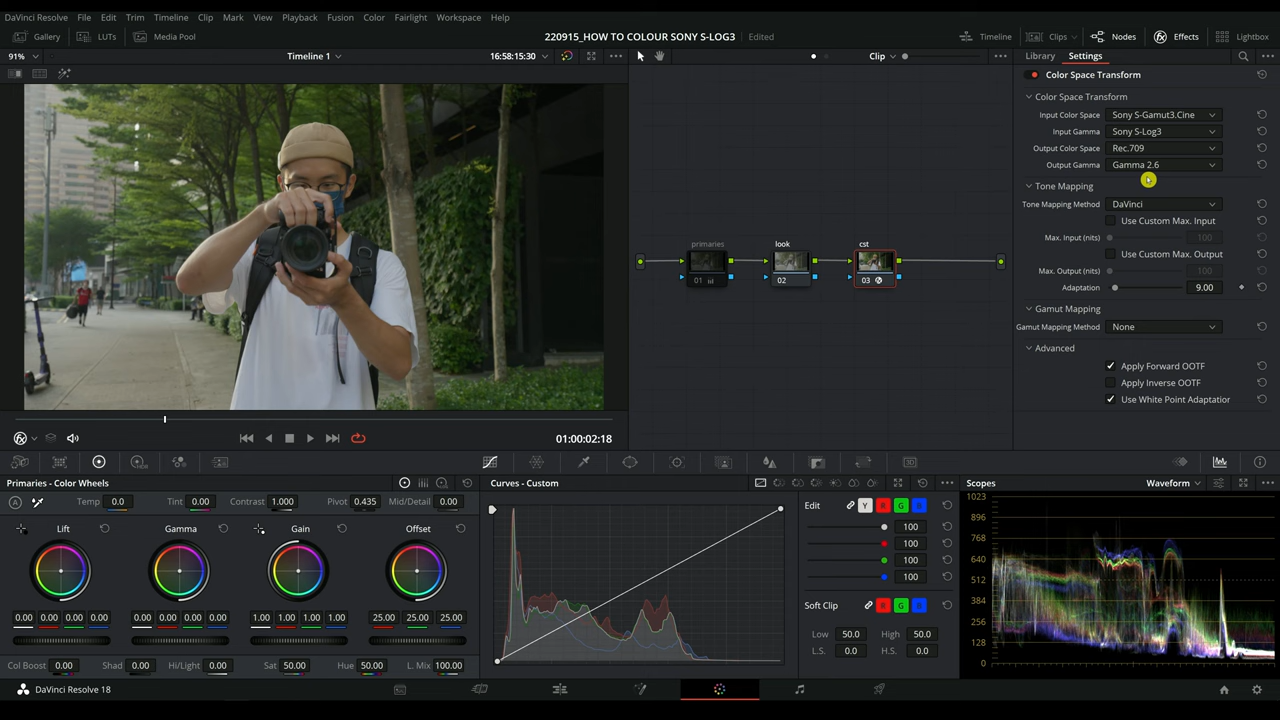 DaVinci Resolve File Edit Trim Timeline Clip Mark View Playback Fusion Color Fairlight Workspace Help
Gallery LUTs Media Pool 220915_HOW TO COLOUR SONY S-LOG3 Edited Timeline Clips Nodes Effects Lightbox
91% Timeline 1 16:58:15:30 Clip Library Settings
Color Space Transform
Color Space Transform
Input Color Space Sony S-Gamut3.Cine
Input Gamma Sony S-Log3
Output Color Space Rec.709
Output Gamma Gamma 2.6
Tone Mapping
Tone Mapping Method DaVinci
Use Custom Max. Input
Max. Input (nits) 100
Use Custom Max. Output
Max. Output (nits) 100
Adaptation 9.00
Gamut Mapping
Gamut Mapping Method None
Advanced
Apply Forward OOTF
Apply Inverse OOTF
Use White Point Adaptation
primaries look cst
01 02 03
01:00:02:18
Primaries - Color Wheels
A Temp 0.0 Tint 0.00 Contrast 1.000 Pivot 0.435 Mid/Detail 0.00
Lift Gamma Gain Offset
0.00 0.00 0.00 0.00 0.00 0.00 0.00 0.00 1.00 1.00 1.00 1.00 25.00 25.00 25.00
Col Boost 0.00 Shad 0.00 Hi/Light 0.00 Sat 50.00 Hue 50.00 L. Mix 100.00
Curves - Custom
Edit Y R G B
100
100
100
100
Soft Clip R G B
Low 50.0 High 50.0
L.S. 0.0 H.S. 0.0
Scopes Waveform
1023
896
768
640
512
384
256
128
0
DaVinci Resolve 18